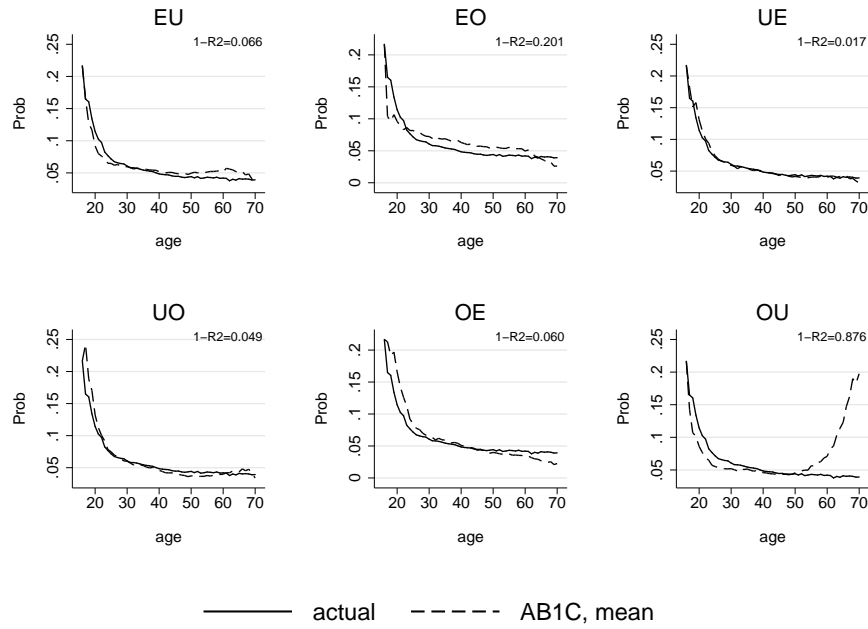 EU
1−R2=0.066
Prob
.05 .1 .15 .2 .25
20 30 40 50 60 70
age
EO
1−R2=0.201
Prob
0 .05 .1 .15 .2
20 30 40 50 60 70
age
UE
1−R2=0.017
Prob
.05 .1 .15 .2 .25
20 30 40 50 60 70
age
UO
1−R2=0.049
Prob
.05 .1 .15 .2 .25
20 30 40 50 60 70
age
OE
1−R2=0.060
Prob
0 .05 .1 .15 .2
20 30 40 50 60 70
age
OU
1−R2=0.876
Prob
.05 .1 .15 .2 .25
20 30 40 50 60 70
age
actual AB1C, mean